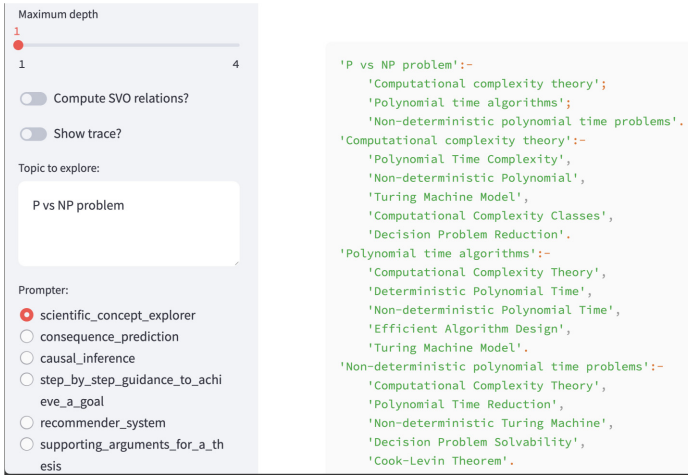 Maximum depth
1
1 4
Compute SVO relations?
Show trace?
Topic to explore:
P vs NP problem
Prompter:
scientific_concept_explorer
consequence_prediction
causal_inference
step_by_step_guidance_to_achi
eve_a_goal
recommender_system
supporting_arguments_for_a_th
esis
'P vs NP problem':-
'Computational complexity theory';
'Polynomial time algorithms';
'Non-deterministic polynomial time problems'.
'Computational complexity theory':-
'Polynomial Time Complexity',
'Non-deterministic Polynomial',
'Turing Machine Model',
'Computational Complexity Classes',
'Decision Problem Reduction'.
'Polynomial time algorithms':-
'Computational Complexity Theory',
'Deterministic Polynomial Time',
'Non-deterministic Polynomial Time',
'Efficient Algorithm Design',
'Turing Machine Model'.
'Non-deterministic polynomial time problems':-
'Computational Complexity Theory',
'Polynomial Time Reduction',
'Non-deterministic Turing Machine',
'Decision Problem Solvability',
'Cook-Levin Theorem'.